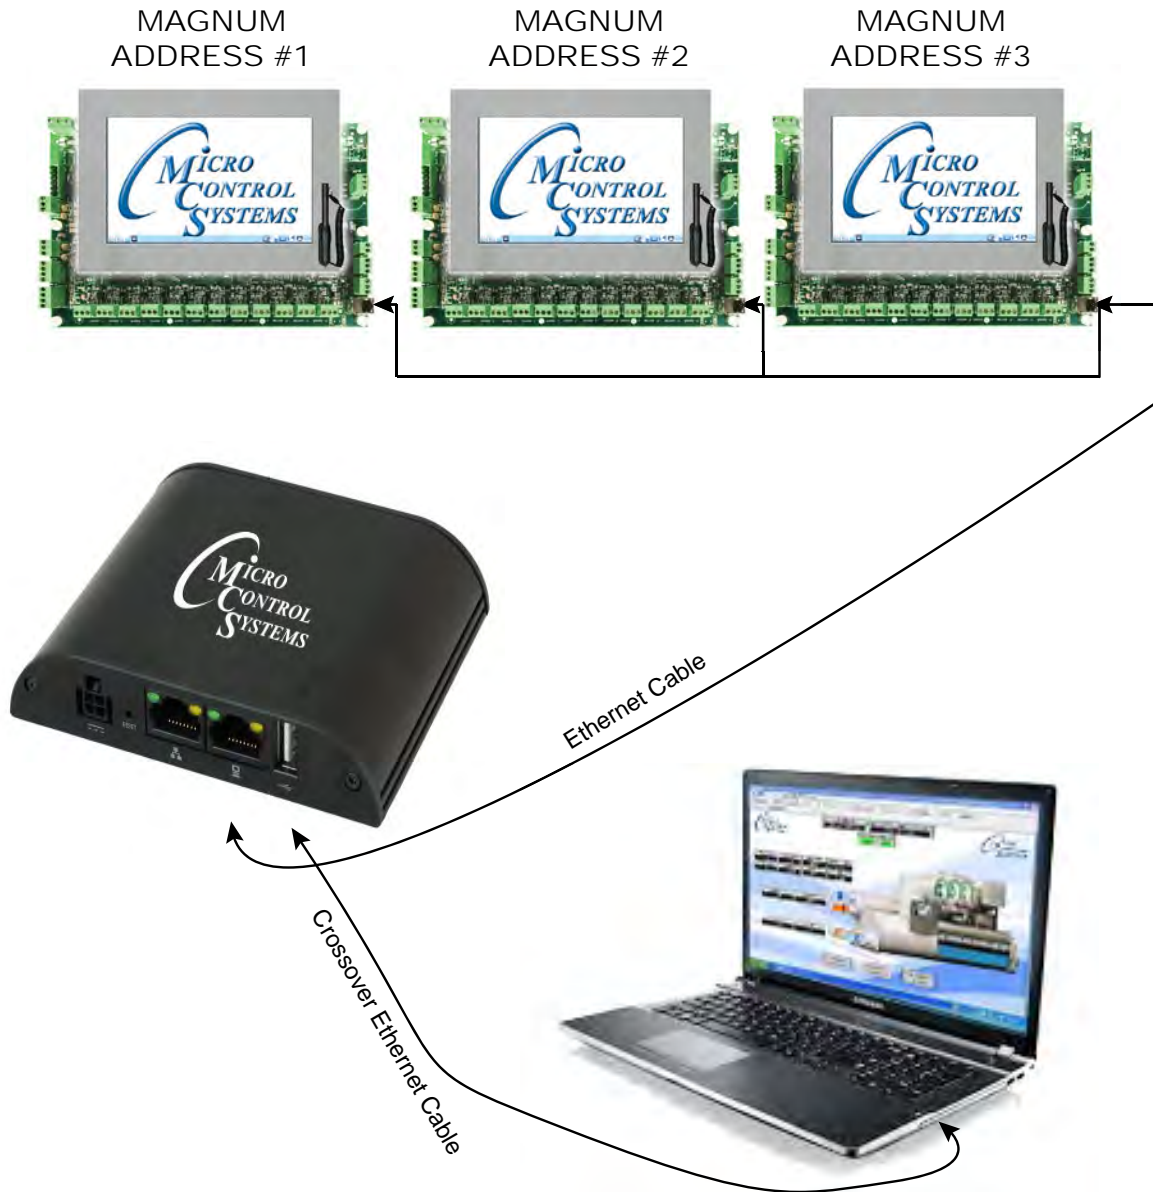 MAGNUM
ADDRESS #1
MAGNUM
ADDRESS #2
MAGNUM
ADDRESS #3
MICRO
CONTROL
SYSTEMS
MICRO
CONTROL
SYSTEMS
MICRO
CONTROL
SYSTEMS
MICRO
CONTROL
SYSTEMS
Ethernet Cable
Crossover Ethernet Cable